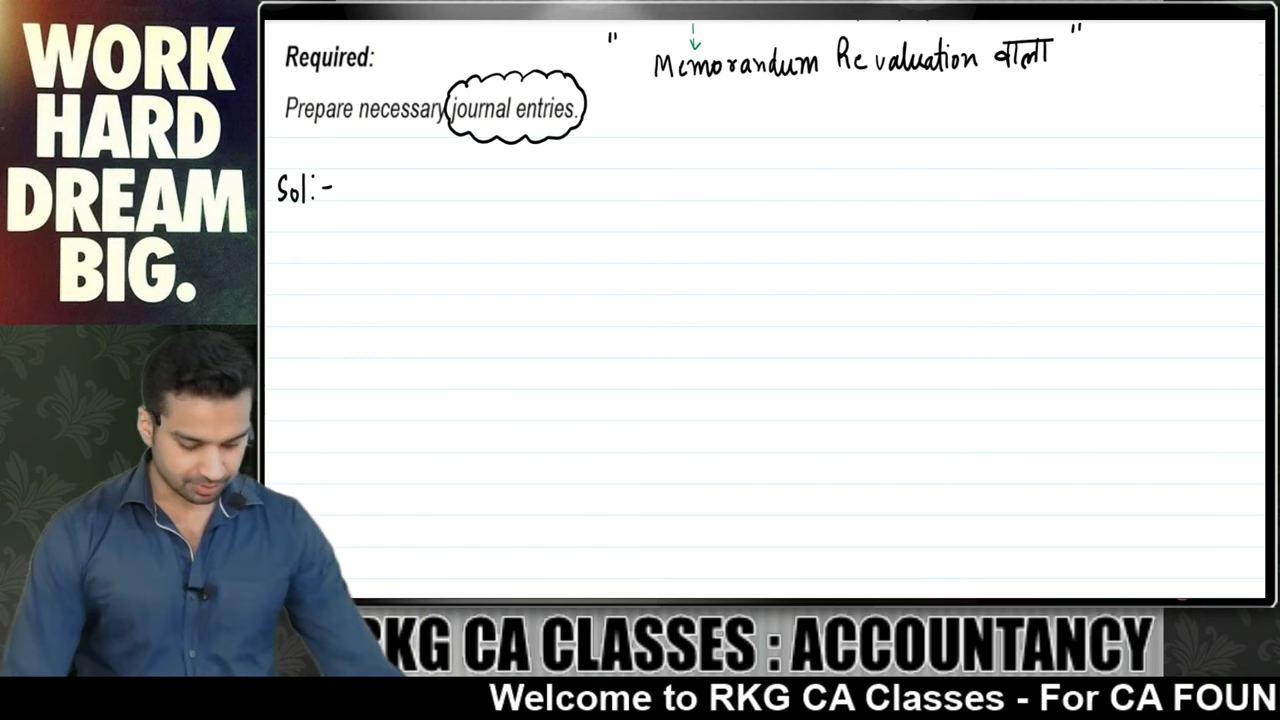 WORK
HARD
DREAM
BIG.
Required:
" Memorandum Revaluation वाला "
Prepare necessary journal entries.
Sol:-
RKG CA CLASSES : ACCOUNTANCY
Welcome to RKG CA Classes - For CA FOUN